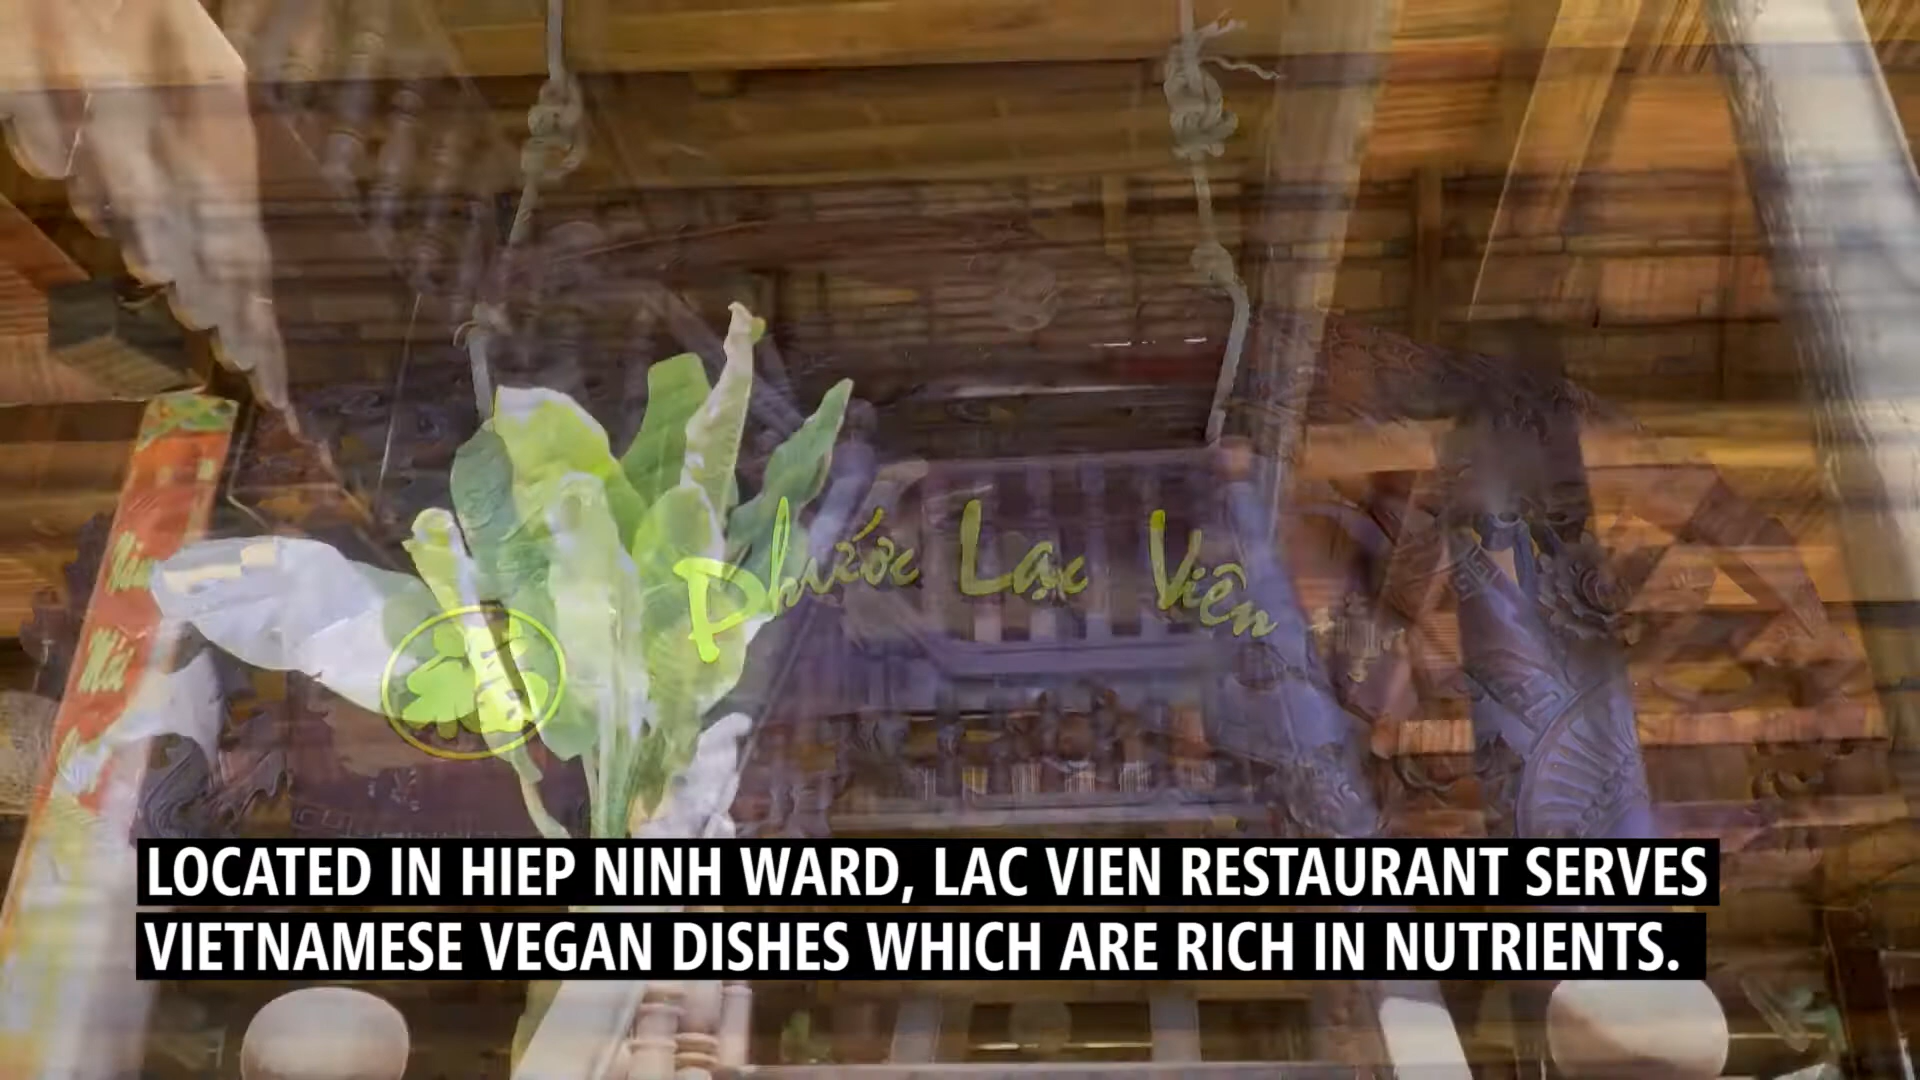 Phước Lạc Viên
LOCATED IN HIEP NINH WARD, LAC VIEN RESTAURANT SERVES
VIETNAMESE VEGAN DISHES WHICH ARE RICH IN NUTRIENTS.